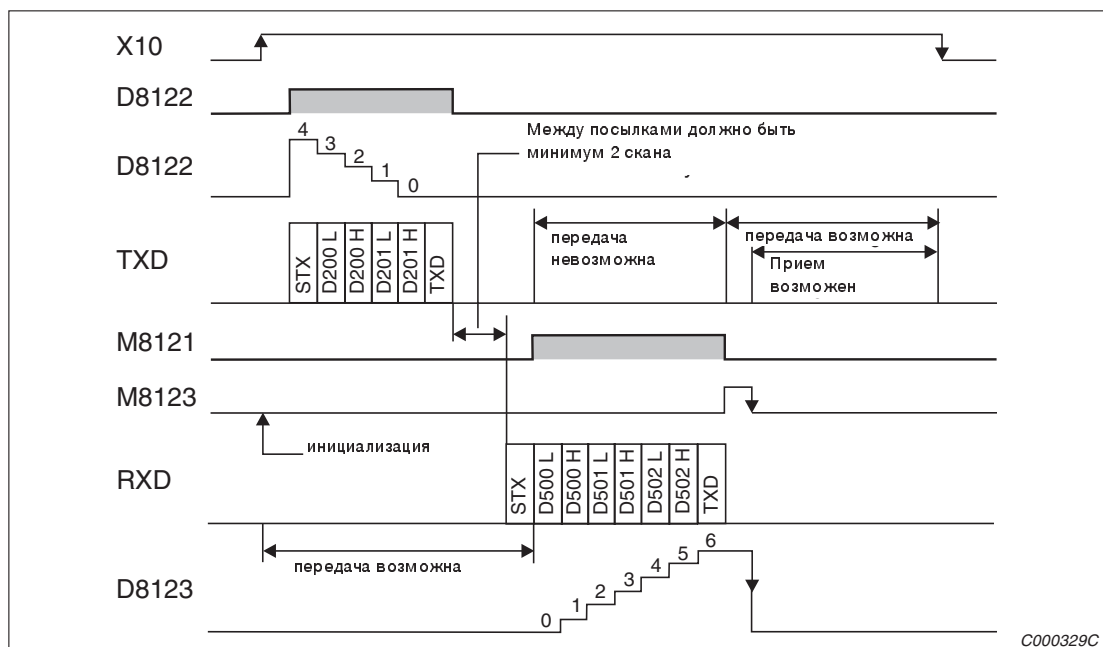 X10
D8122
D8122
4
3
2
1
0
Между посылками должно быть
минимум 2 скана
TXD
STX
D200 L
D200 H
D201 L
D201 H
TXD
передача
невозможна
передача возможна
Прием
возможен
M8121
M8123
инициализация
RXD
STX
D500 L
D500 H
D501 L
D501 H
D502 L
D502 H
TXD
передача возможна
D8123
0
1
2
3
4
5
6
C000329C